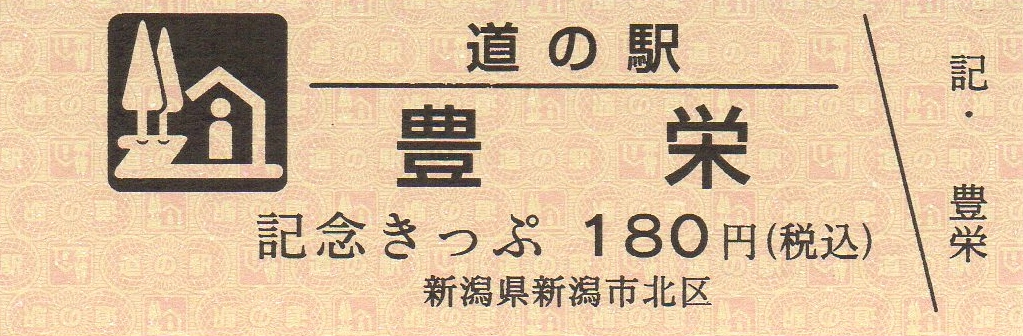 道の駅
豊栄
記念きっぷ 180円(税込)
新潟県新潟市北区
記・豊栄